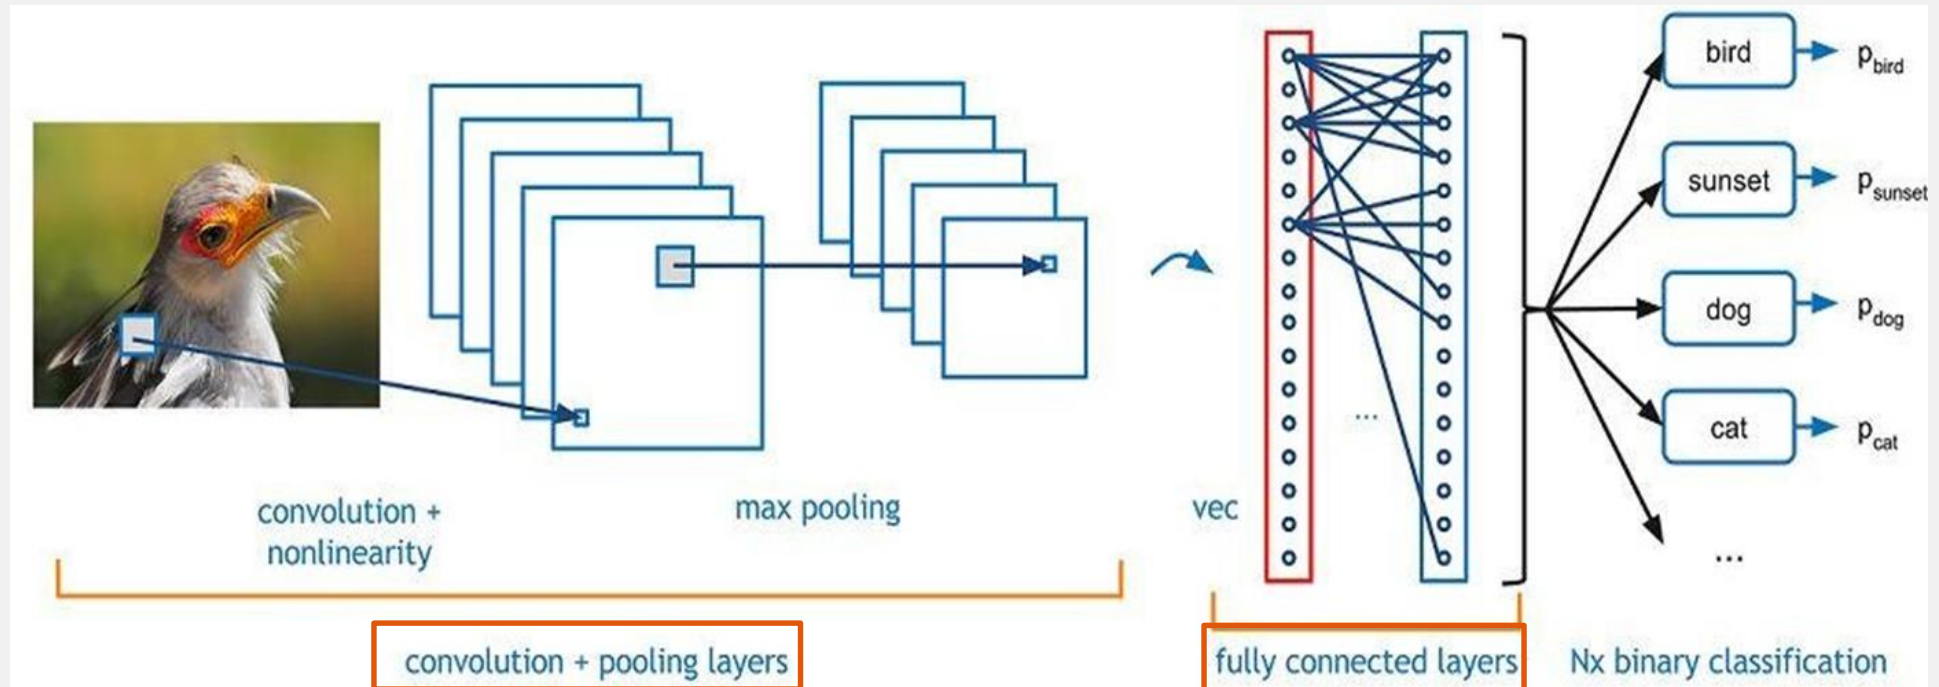 bird
p_bird
sunset
p_sunset
dog
p_dog
cat
p_cat
...
...
convolution +
nonlinearity
max pooling
vec
convolution + pooling layers
fully connected layers
Nx binary classification